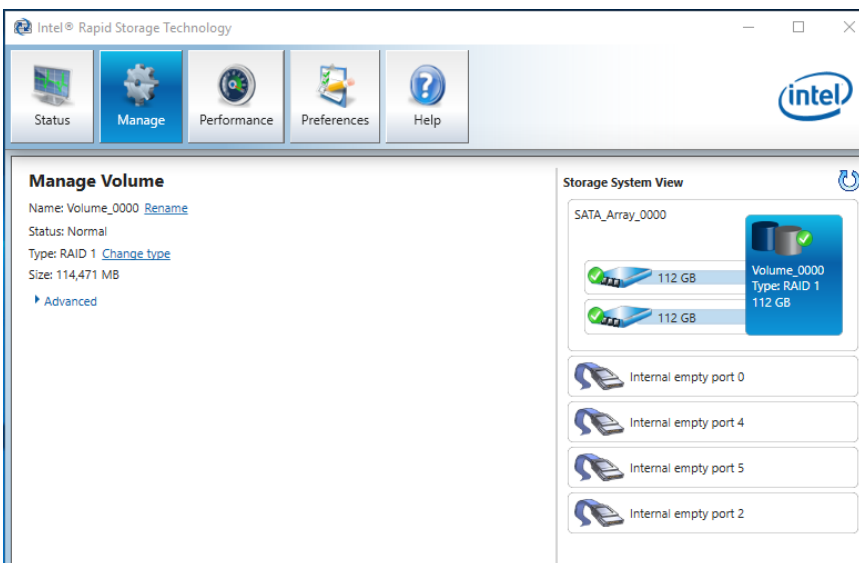 Intel® Rapid Storage Technology
Status
Manage
Performance
Preferences
Help
intel
Manage Volume
Name: Volume_0000 Rename
Status: Normal
Type: RAID 1 Change type
Size: 114,471 MB
Advanced
Storage System View
SATA_Array_0000
112 GB
112 GB
Volume_0000
Type: RAID 1
112 GB
Internal empty port 0
Internal empty port 4
Internal empty port 5
Internal empty port 2